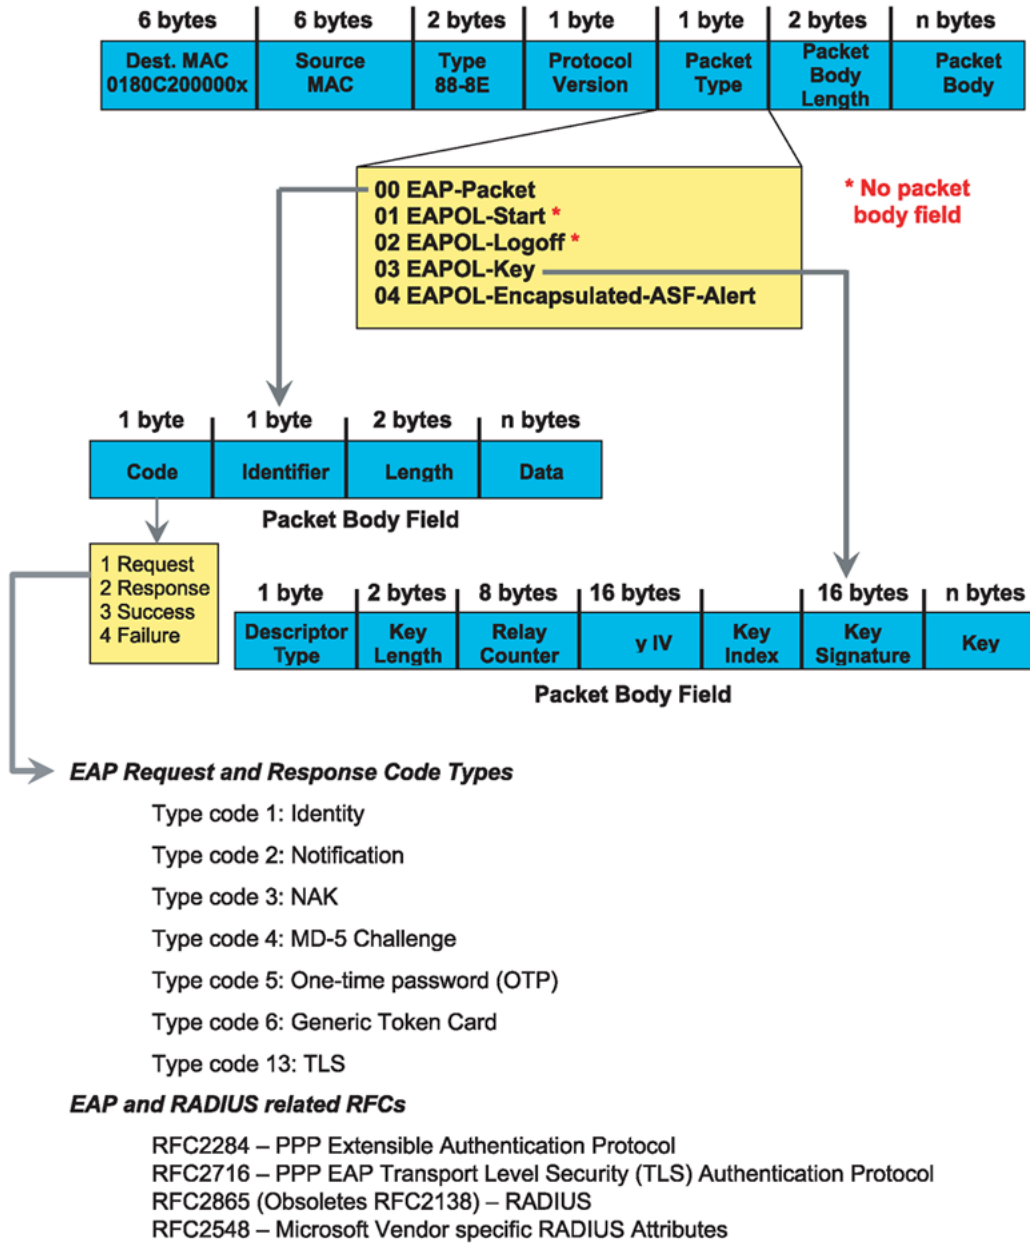 6 bytes 6 bytes 2 bytes 1 byte 1 byte 2 bytes n bytes
Dest. MAC
0180C200000x
Source
MAC
Type
88-8E
Protocol
Version
Packet
Type
Packet
Body
Length
Packet
Body
00 EAP-Packet
01 EAPOL-Start *
02 EAPOL-Logoff *
03 EAPOL-Key
04 EAPOL-Encapsulated-ASF-Alert
* No packet
body field
1 byte 1 byte 2 bytes n bytes
Code Identifier Length Data
Packet Body Field
1 Request
2 Response
3 Success
4 Failure
1 byte 2 bytes 8 bytes 16 bytes 16 bytes n bytes
Descriptor
Type
Key
Length
Relay
Counter
y IV
Key
Index
Key
Signature
Key
Packet Body Field
EAP Request and Response Code Types
Type code 1: Identity
Type code 2: Notification
Type code 3: NAK
Type code 4: MD-5 Challenge
Type code 5: One-time password (OTP)
Type code 6: Generic Token Card
Type code 13: TLS
EAP and RADIUS related RFCs
RFC2284 – PPP Extensible Authentication Protocol
RFC2716 – PPP EAP Transport Level Security (TLS) Authentication Protocol
RFC2865 (Obsoletes RFC2138) – RADIUS
RFC2548 – Microsoft Vendor specific RADIUS Attributes